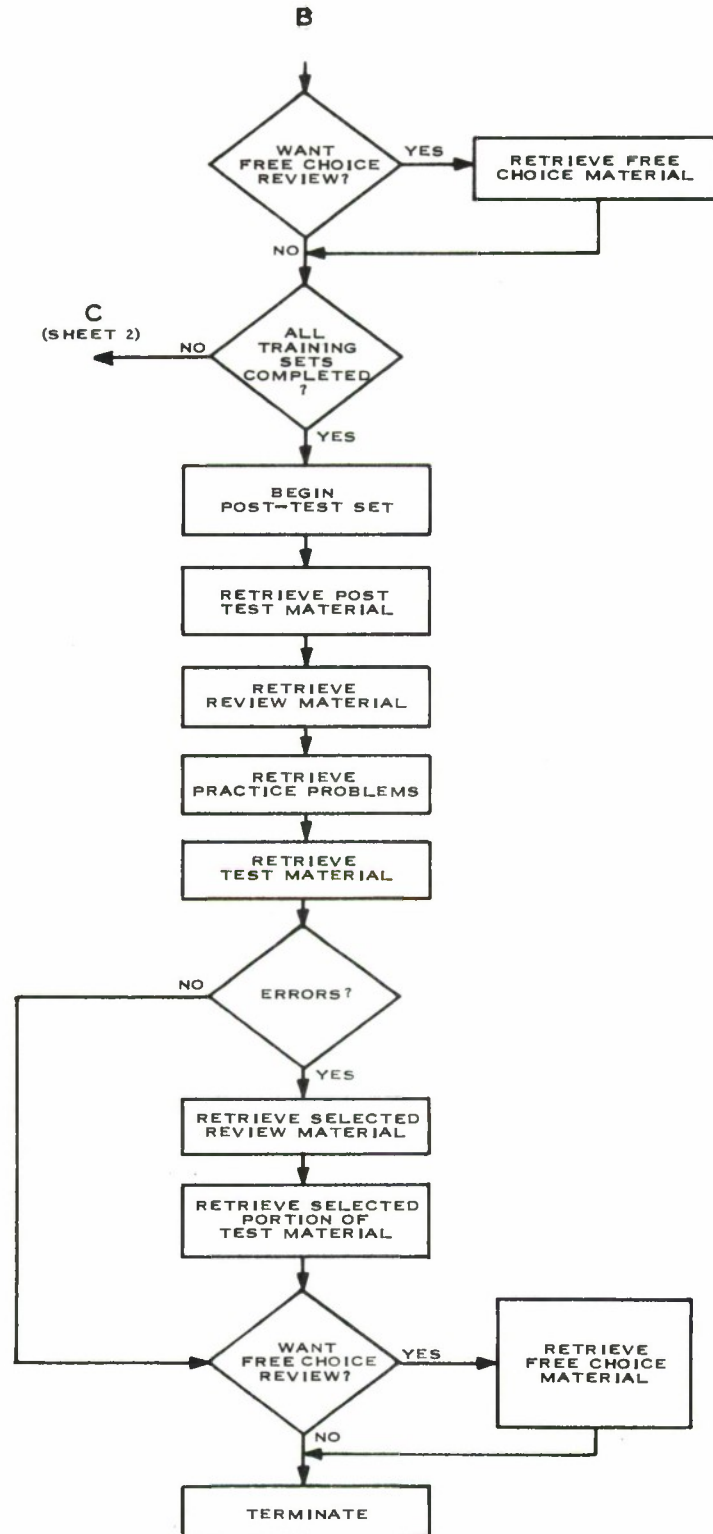 B
WANT
FREE CHOICE
REVIEW?
YES
RETRIEVE FREE
CHOICE MATERIAL
NO
C
(SHEET 2)
NO
ALL
TRAINING
SETS
COMPLETED
?
YES
BEGIN
POST-TEST SET
RETRIEVE POST
TEST MATERIAL
RETRIEVE
REVIEW MATERIAL
RETRIEVE
PRACTICE PROBLEMS
RETRIEVE
TEST MATERIAL
NO
ERRORS?
YES
RETRIEVE SELECTED
REVIEW MATERIAL
RETRIEVE SELECTED
PORTION OF
TEST MATERIAL
WANT
FREE CHOICE
REVIEW?
YES
RETRIEVE
FREE CHOICE
MATERIAL
NO
TERMINATE